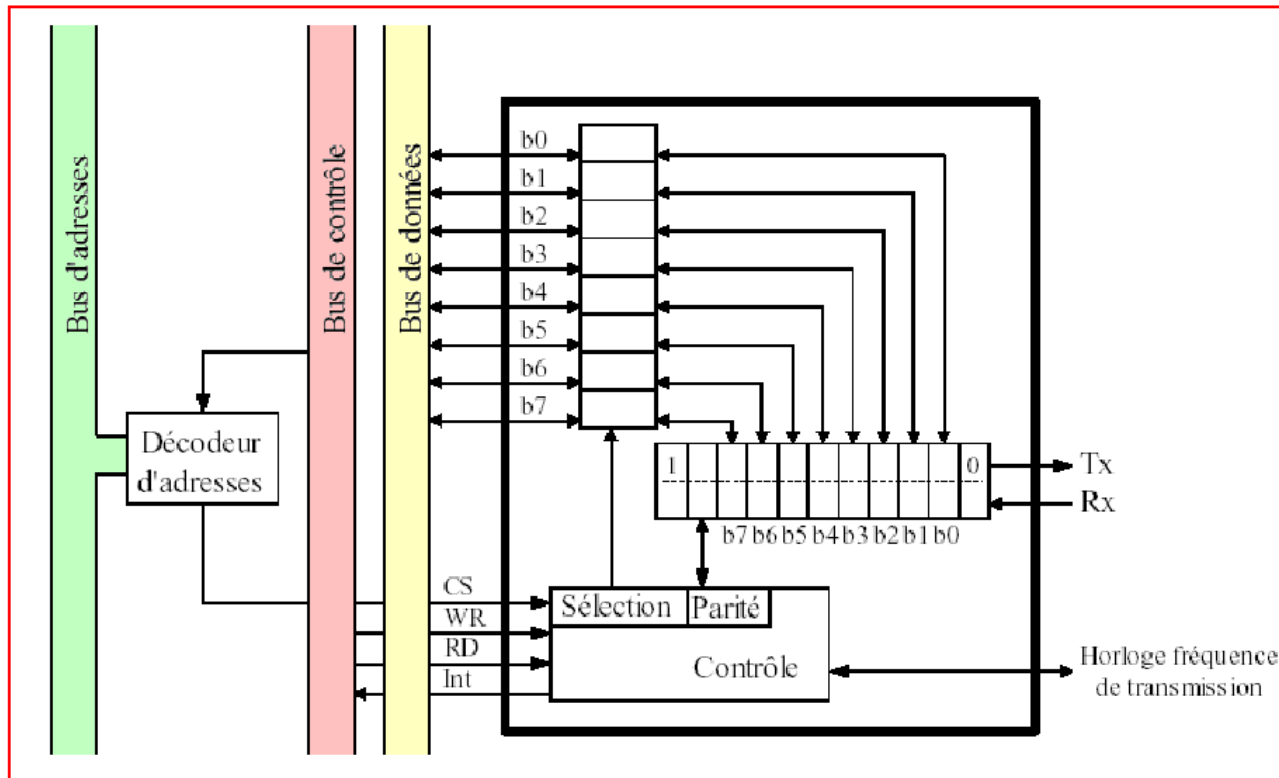 Bus d'adresses
Bus de contrôle
Bus de données
b0
b1
b2
b3
b4
b5
b6
b7
Décodeur
d'adresses
1
0
Tx
Rx
b7 b6 b5 b4 b3 b2 b1 b0
CS
WR
RD
Int
Sélection
Parité
Contrôle
Horloge fréquence
de transmission